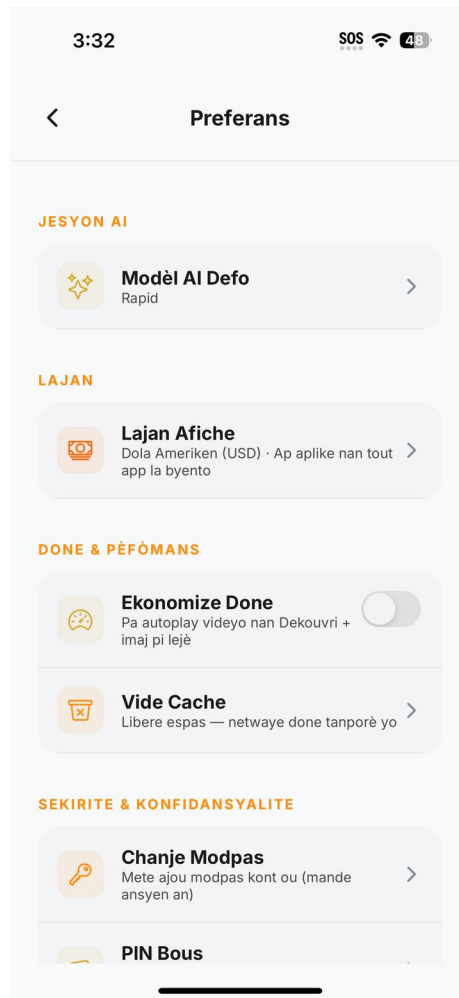 3:32
SOS
48
Preferans
JESYON AI
Modèl AI Defo
Rapid
LAJAN
Lajan Afiche
Dola Ameriken (USD) · Ap aplike nan tout
app la byento
DONE & PÈFÒMANS
Ekonomize Done
Pa autoplay videyo nan Dekouvri +
imaj pi lejè
Vide Cache
Libere espas — netwaye done tanporè yo
SEKIRITE & KONFIDANSYALITE
Chanje Modpas
Mete ajou modpas kont ou (mande
ansyen an)
PIN Bous